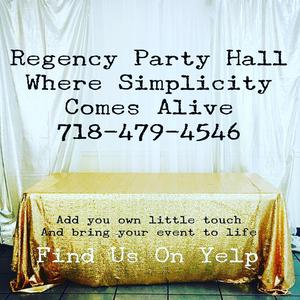 Regency Party Hall
Where Simplicity
Comes Alive
718-479-4546
Add you own little touch
And bring your event to life
Find Us On Yelp